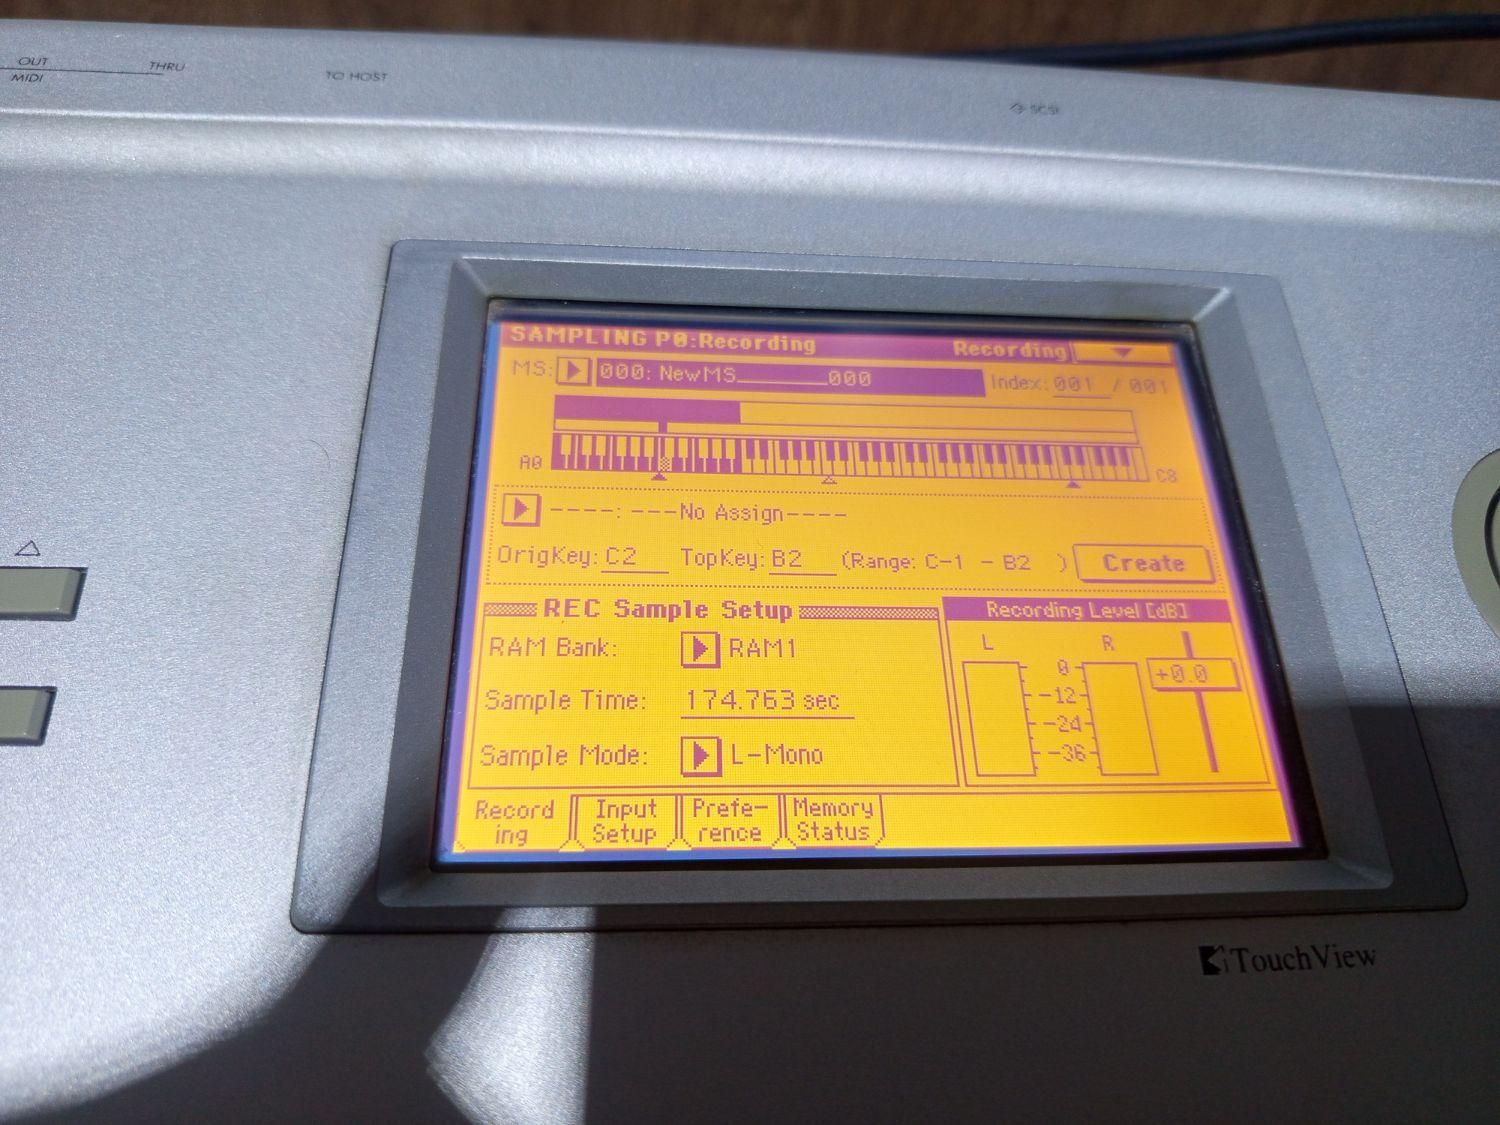 OUT
MIDI
THRU
TO HOST
SCSI
SAMPLING P0:Recording
Recording
MS: 000: NewMS_______000
Index: 001 / 001
A0
C8
----: ---No Assign----
OrigKey: C2 TopKey: B2 (Range: C-1 - B2 )
Create
REC Sample Setup
RAM Bank: RAM1
Sample Time: 174.763 sec
Sample Mode: L-Mono
Recording Level [dB]
L R
0
-12
-24
-36
+0.0
Record
ing
Input
Setup
Prefe-
rence
Memory
Status
TouchView